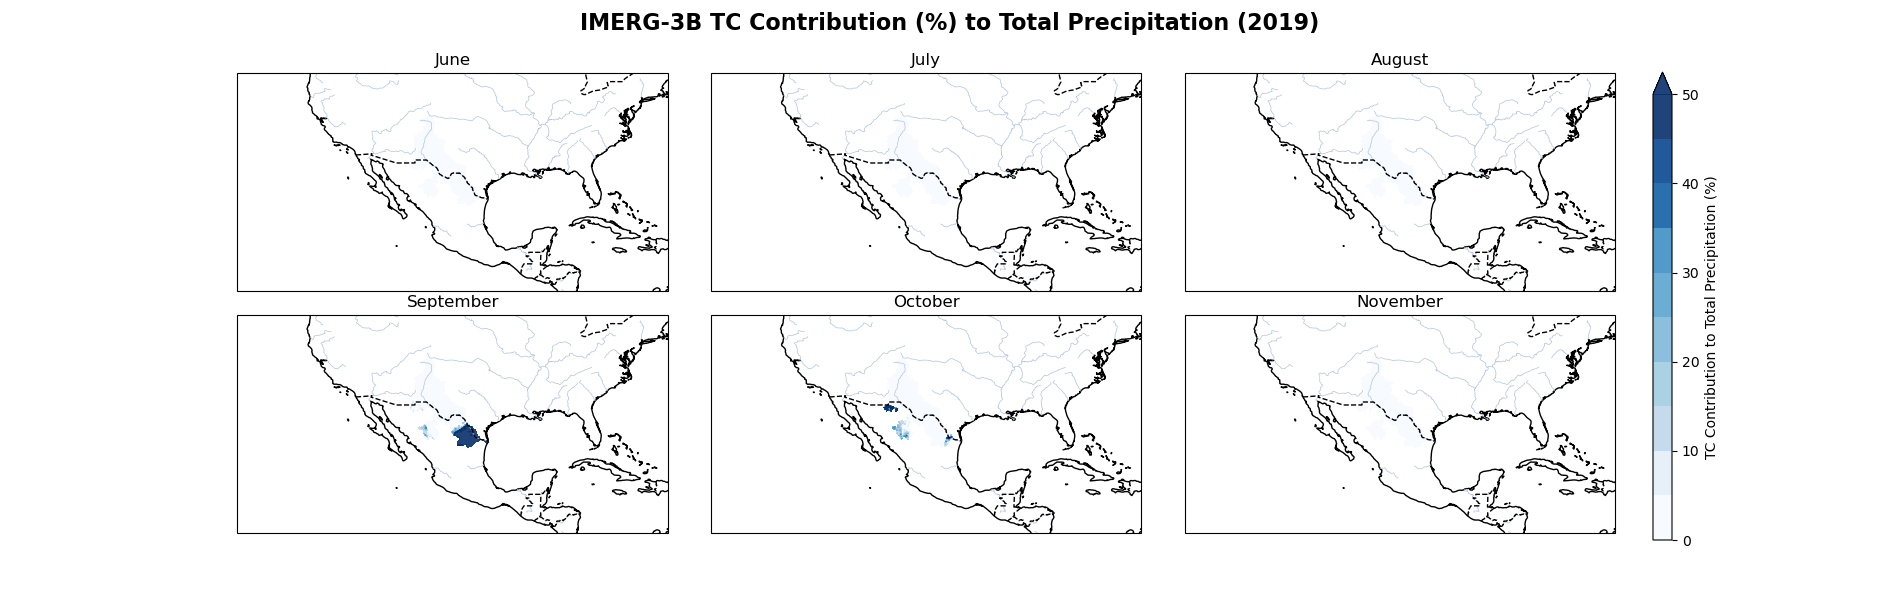 IMERG-3B TC Contribution (%) to Total Precipitation (2019)
June
July
August
September
October
November
50
40
30
20
10
0
TC Contribution to Total Precipitation (%)